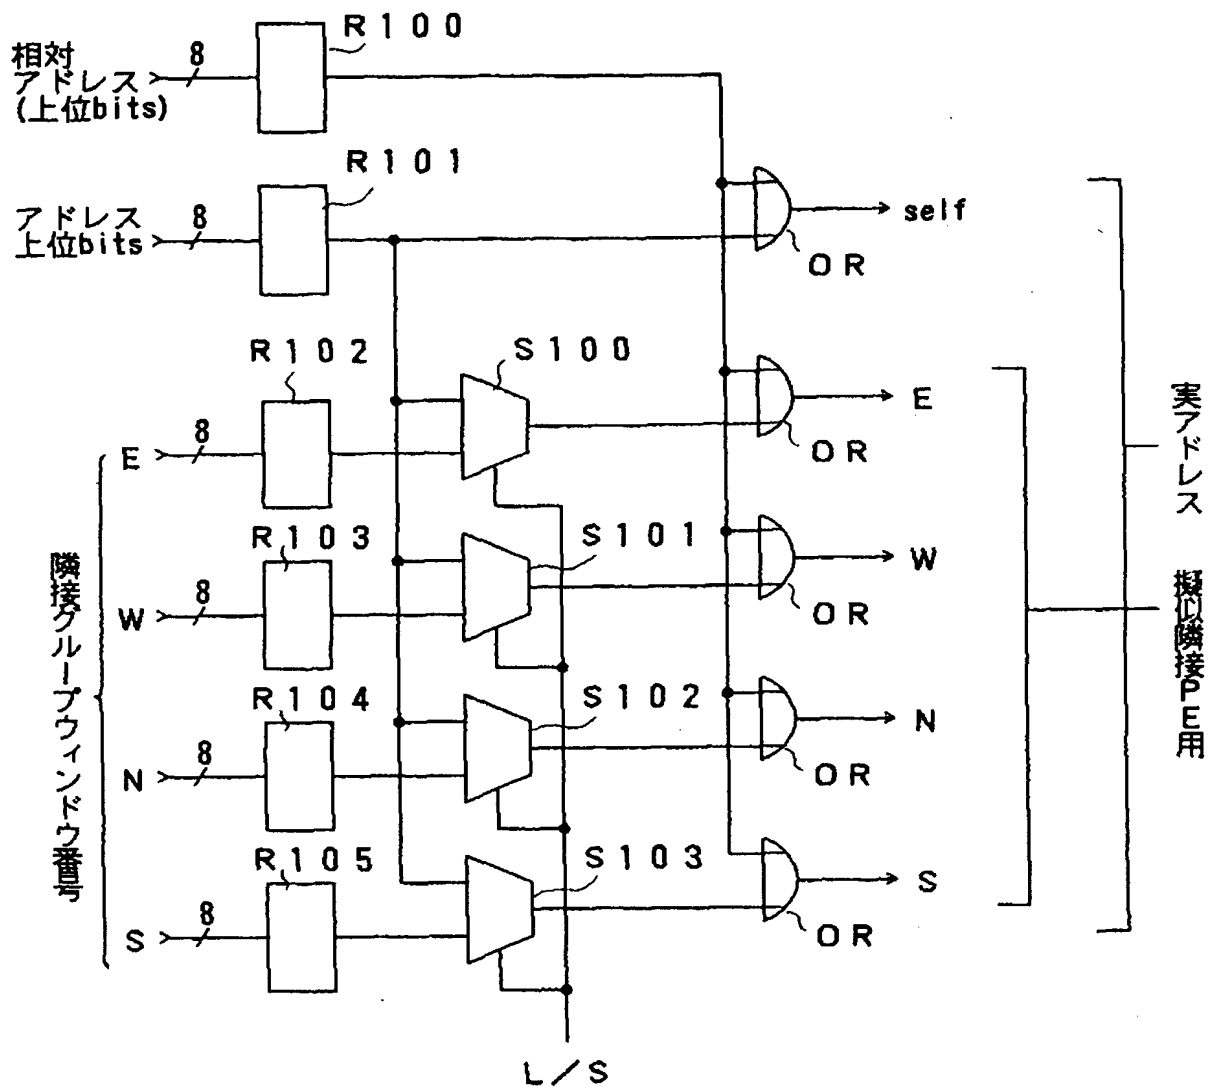 R100
相対
アドレス
(上位bits)
8
R101
アドレス
上位bits
8
self
OR
R102
S100
E
8
E
OR
R103
S101
W
8
W
OR
R104
S102
N
8
N
OR
R105
S103
S
8
S
OR
L/S
隣接グループウィンドウ番号
実アドレス
擬似隣接PE用